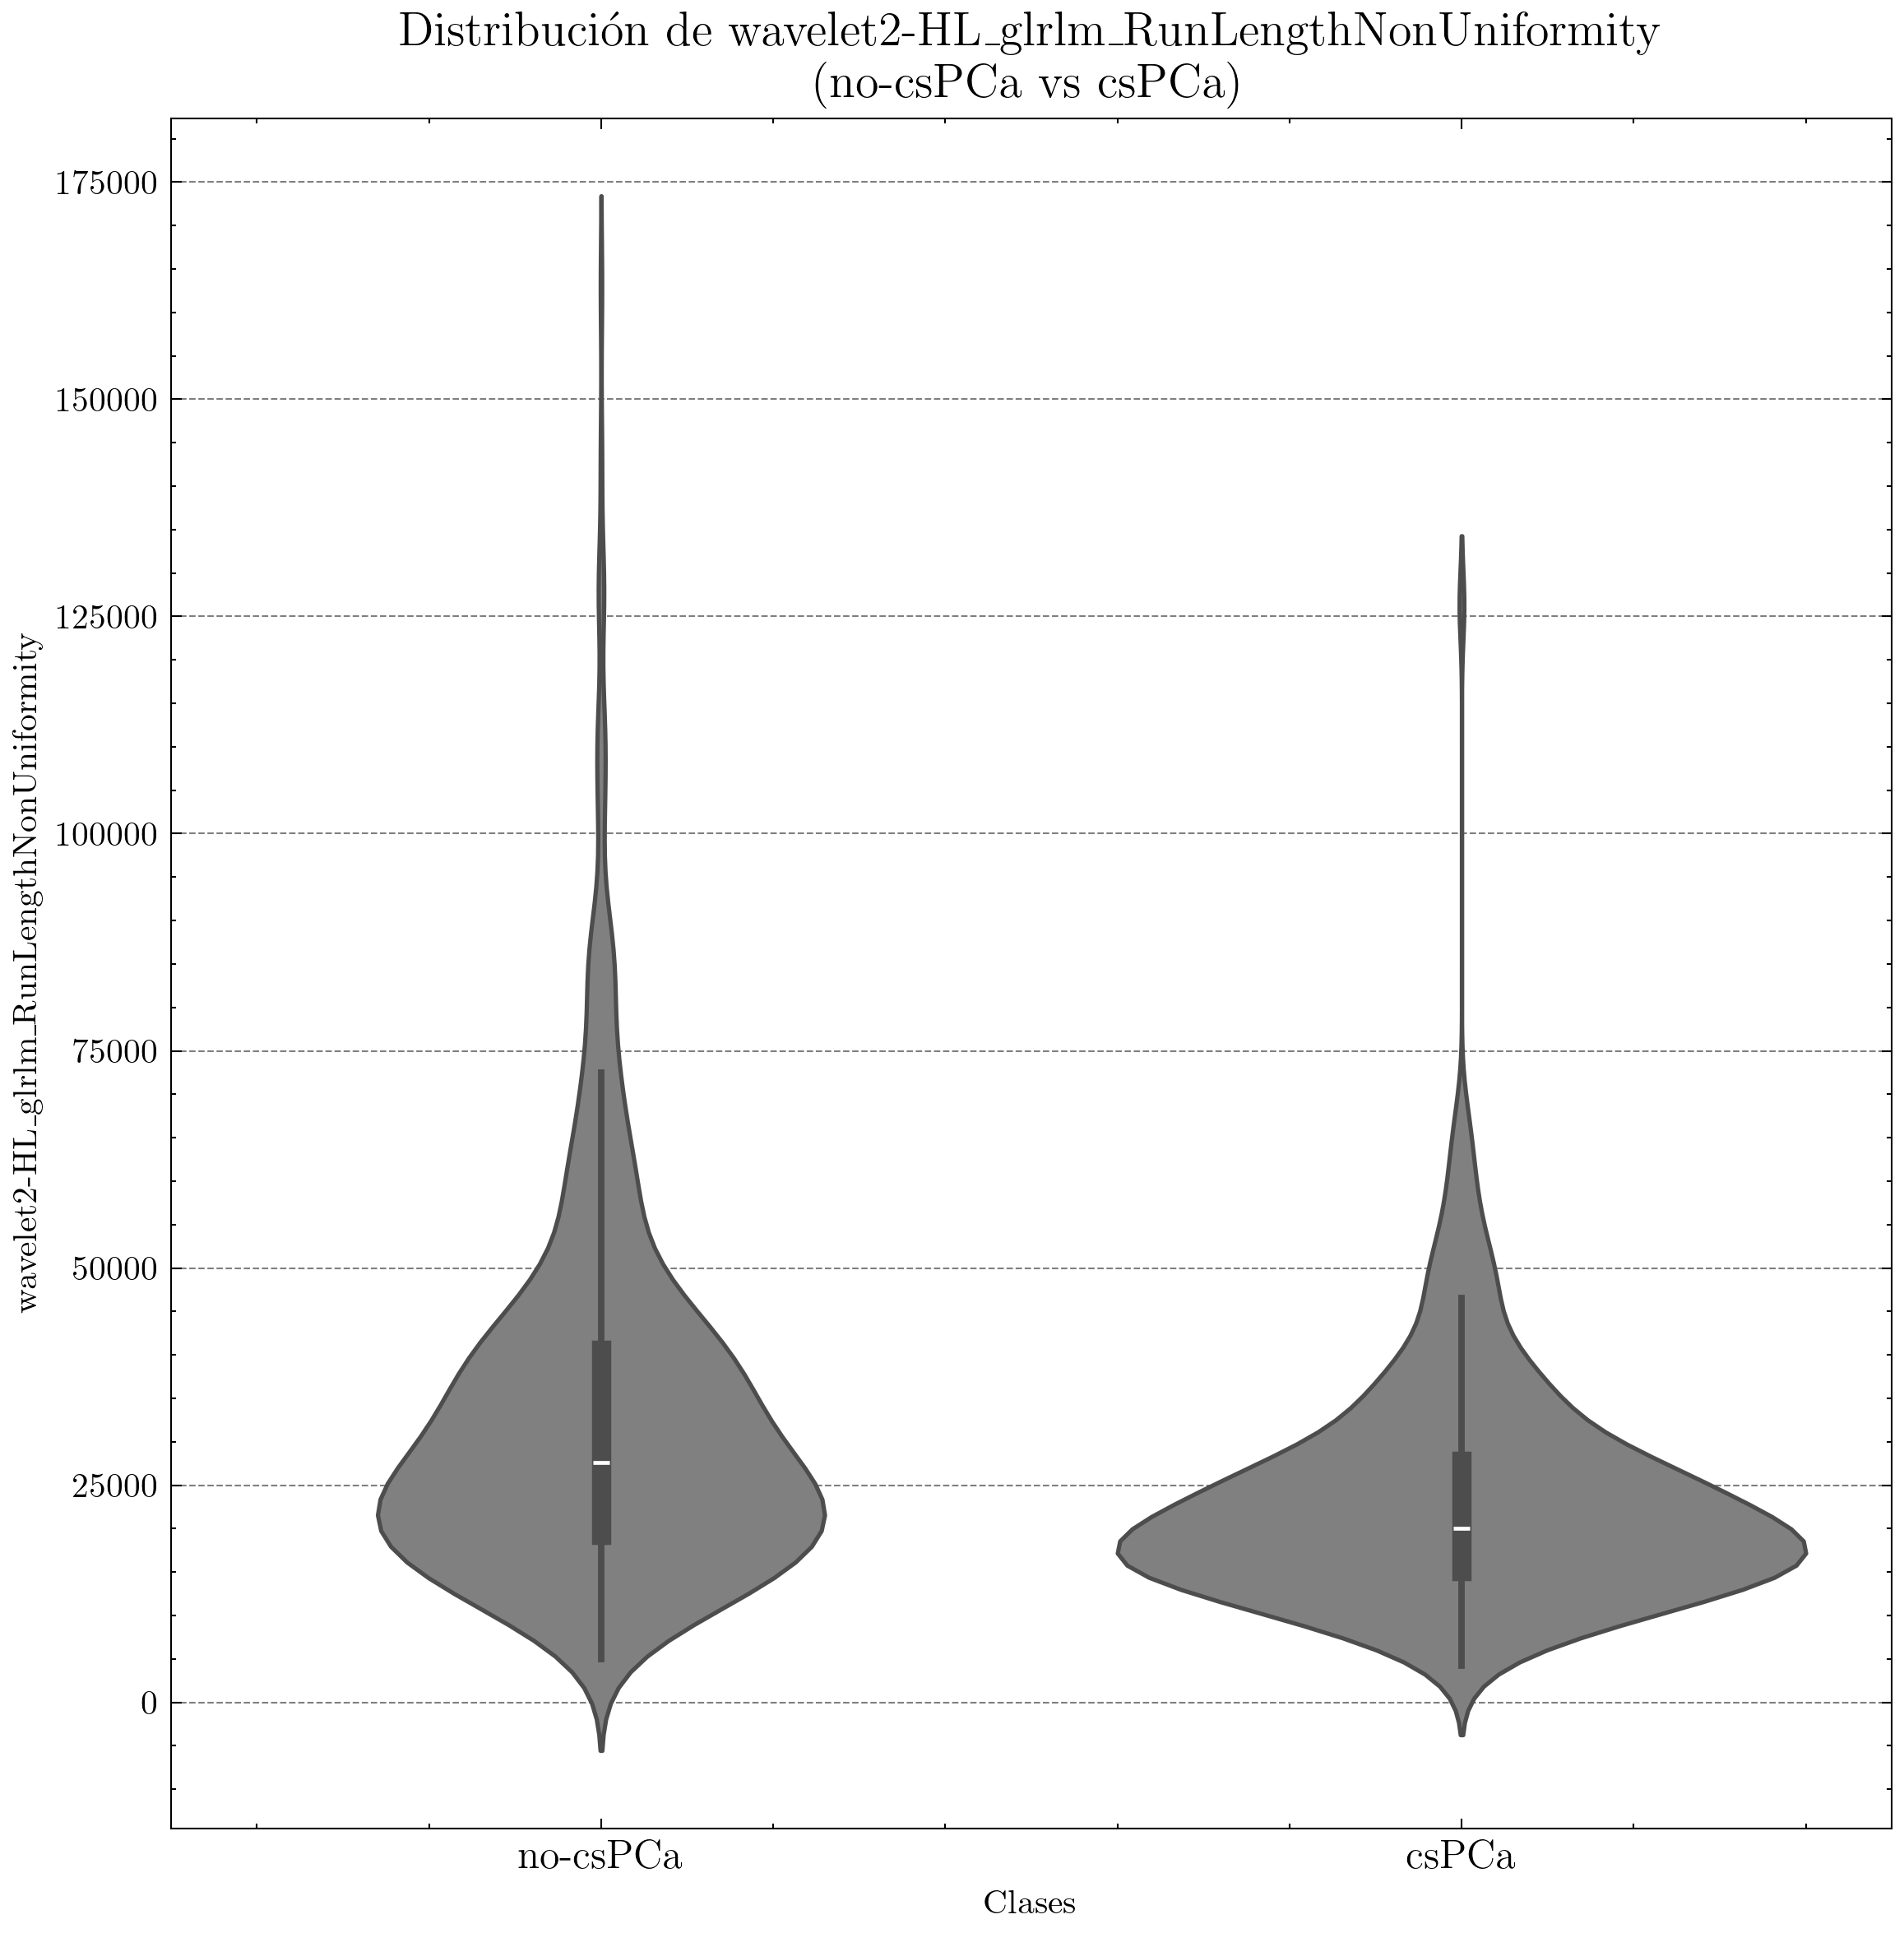 Distribución de wavelet2-HL_glrlm_RunLengthNonUniformity
(no-csPCa vs csPCa)
wavelet2-HL_glrlm_RunLengthNonUniformity
175000
150000
125000
100000
75000
50000
25000
0
no-csPCa
csPCa
Clases